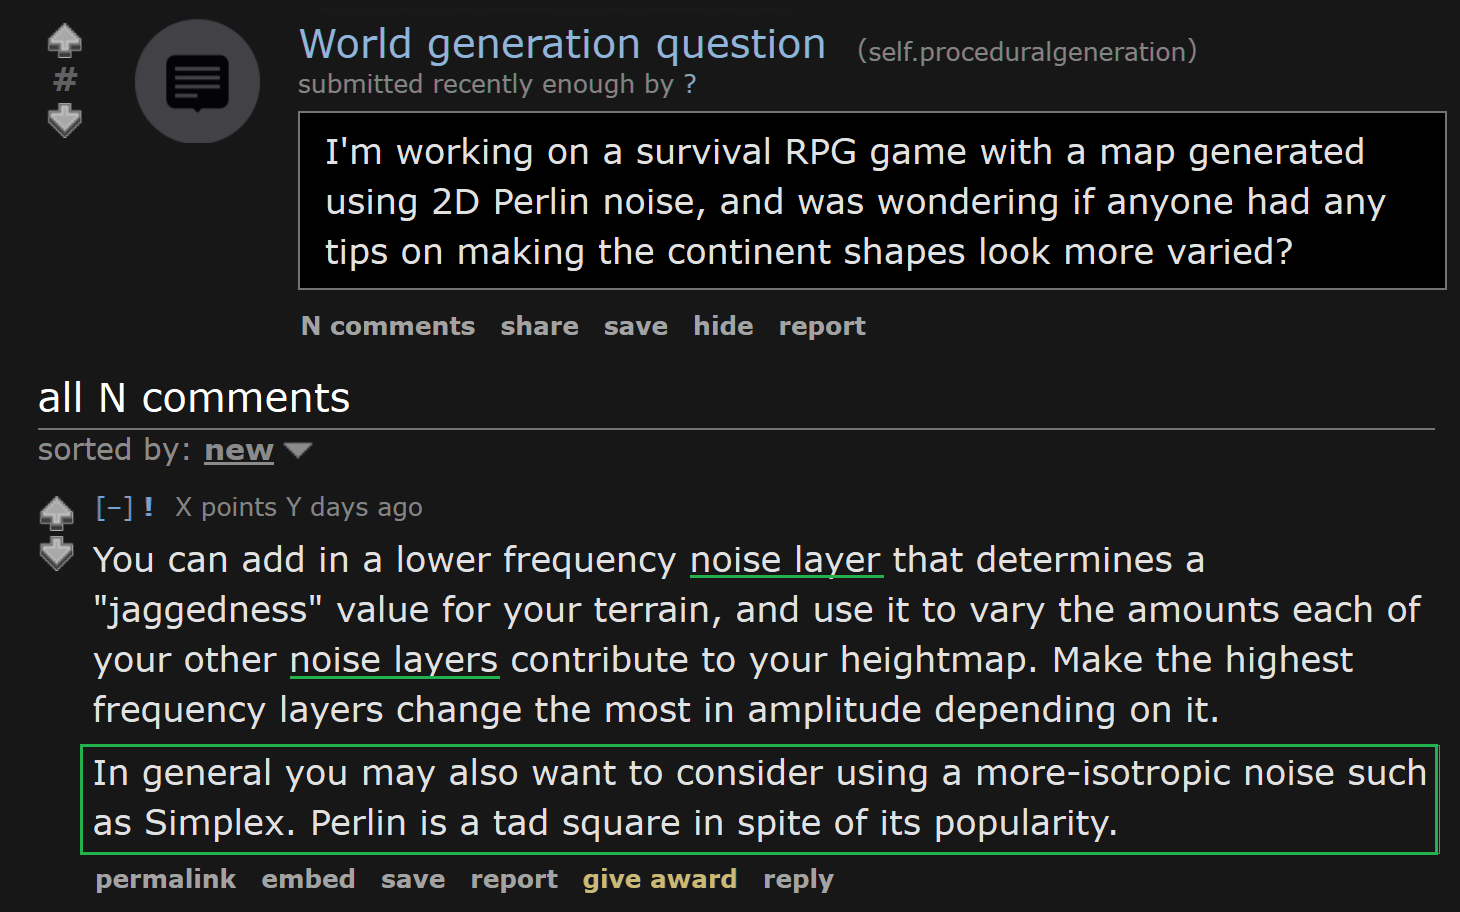 World generation question (self.proceduralgeneration)
#
submitted recently enough by ?
I'm working on a survival RPG game with a map generated
using 2D Perlin noise, and was wondering if anyone had any
tips on making the continent shapes look more varied?
N comments share save hide report
all N comments
sorted by: new
[–] ! X points Y days ago
You can add in a lower frequency noise layer that determines a
"jaggedness" value for your terrain, and use it to vary the amounts each of
your other noise layers contribute to your heightmap. Make the highest
frequency layers change the most in amplitude depending on it.
In general you may also want to consider using a more-isotropic noise such
as Simplex. Perlin is a tad square in spite of its popularity.
permalink embed save report give award reply